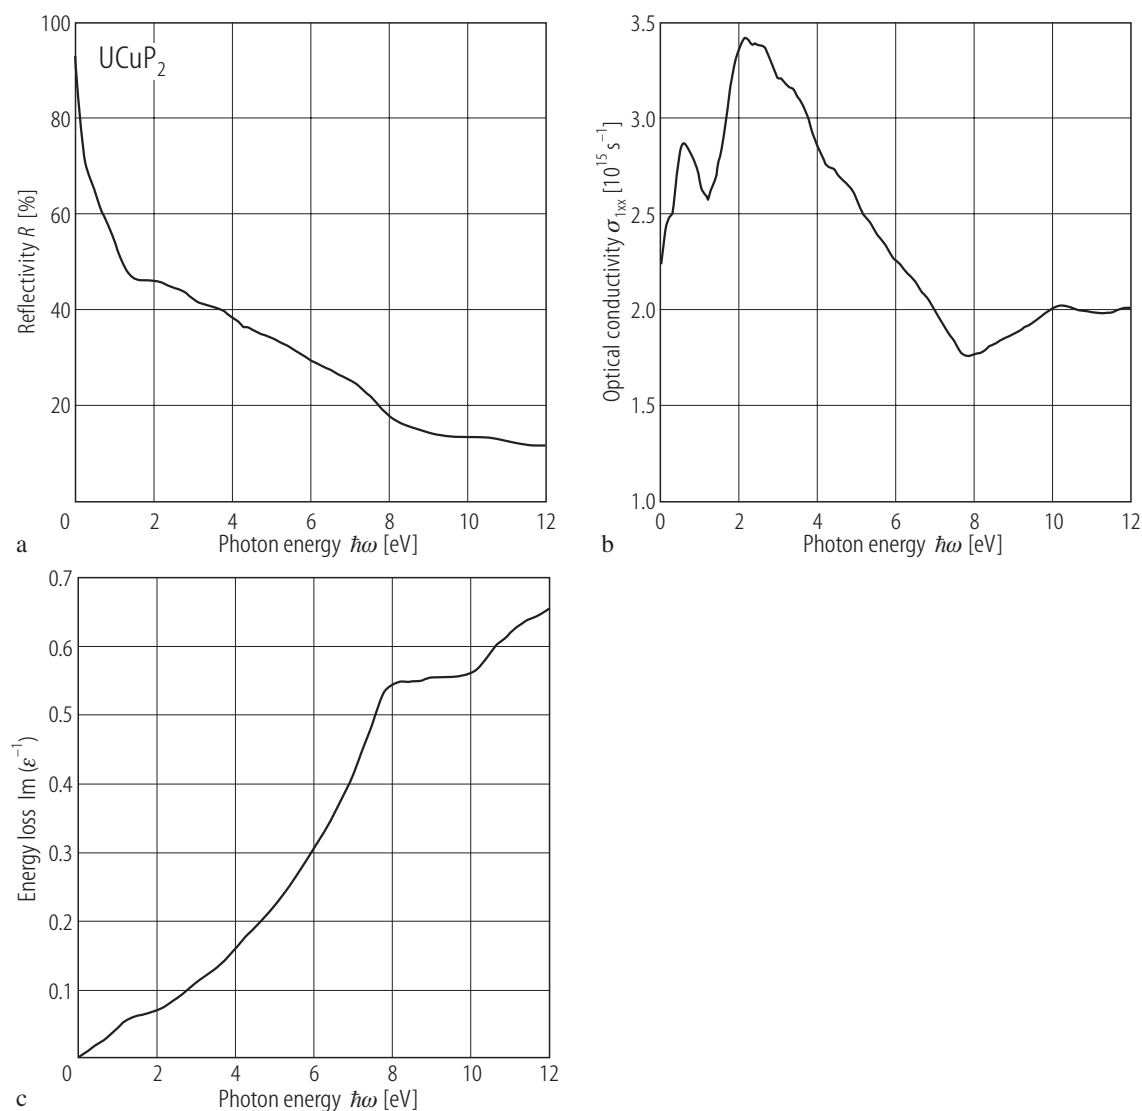 UCuP₂
Reflectivity R [%]
100
80
60
40
20
0 2 4 6 8 10 12
Photon energy ħω [eV]
a
Optical conductivity σ₁ₓₓ [10¹⁵ s⁻¹]
3.5
3.0
2.5
2.0
1.5
1.0
0 2 4 6 8 10 12
Photon energy ħω [eV]
b
Energy loss Im (ε⁻¹)
0.7
0.6
0.5
0.4
0.3
0.2
0.1
0 2 4 6 8 10 12
Photon energy ħω [eV]
c